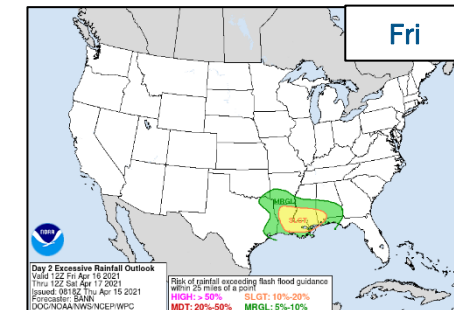 Fri
MRGL
SLGT
NOAA
Day 2 Excessive Rainfall Outlook
Valid 12Z Fri Apr 16 2021
Thru 12Z Sat Apr 17 2021
Issued: 0818Z Thu Apr 15 2021
Forecaster: BANN
DOC/NOAA/NWS/NCEP/WPC
Risk of rainfall exceeding flash flood guidance
within 25 miles of a point
HIGH: > 50% SLGT: 10%-20%
MDT: 20%-50% MRGL: 5%-10%